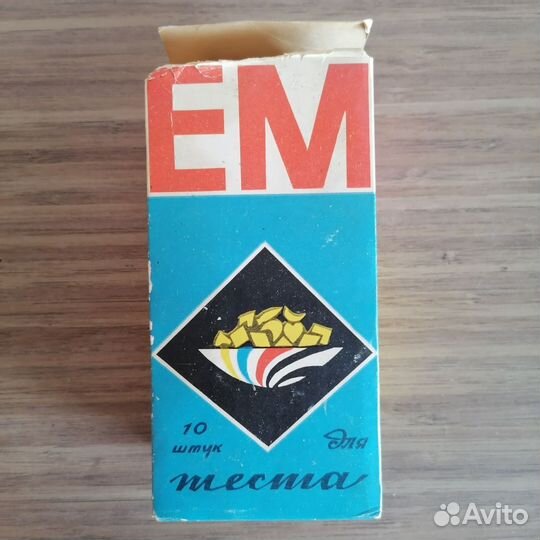 ЕМ
10
штук
для
теста
Avito